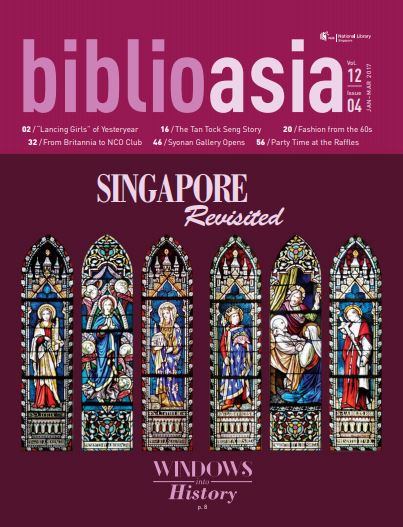 National Library
Singapore
biblioasia
Vol.
12
Issue
04
JAN–MAR 2017
02 / “Lancing Girls” of Yesteryear 16 / The Tan Tock Seng Story 20 / Fashion from the 60s
32 / From Britannia to NCO Club 46 / Syonan Gallery Opens 56 / Party Time at the Raffles
SINGAPORE
Revisited
WINDOWS
into
History
p. 8